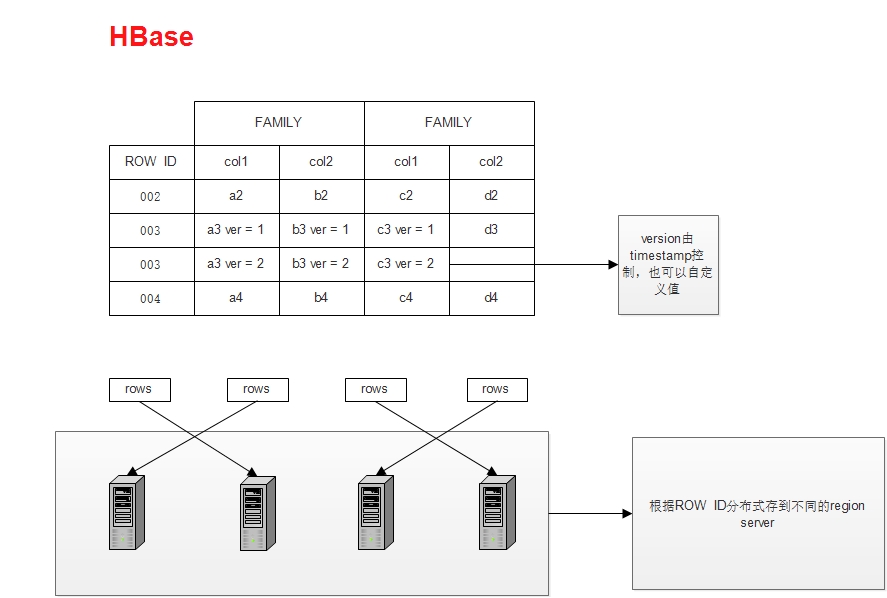 HBase
FAMILY FAMILY
ROW ID col1 col2 col1 col2
002 a2 b2 c2 d2
003 a3 ver = 1 b3 ver = 1 c3 ver = 1 d3
003 a3 ver = 2 b3 ver = 2 c3 ver = 2
004 a4 b4 c4 d4
version由
timestamp控
制，也可以自定
义值
rows rows rows rows
根据ROW ID分布式存到不同的region
server